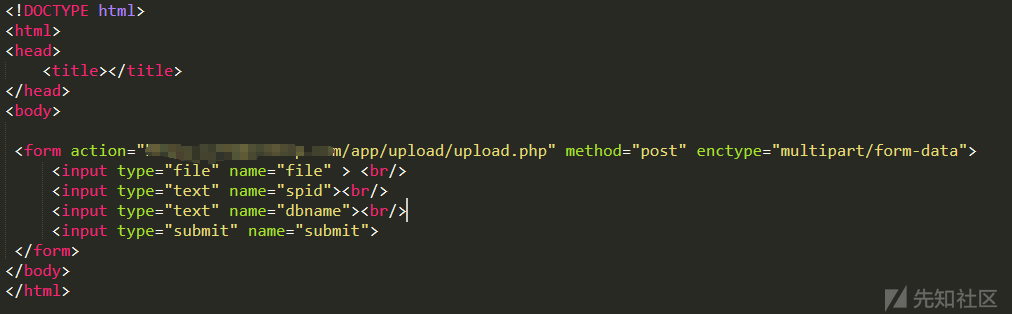 <!DOCTYPE html>
<html>
<head>
    <title></title>
</head>
<body>
 <form action=" /app/upload/upload.php" method="post" enctype="multipart/form-data">
     <input type="file" name="file" > <br/>
     <input type="text" name="spid"><br/>
     <input type="text" name="dbname"><br/>
     <input type="submit" name="submit">
 </form>
</body>
</html>
先知社区